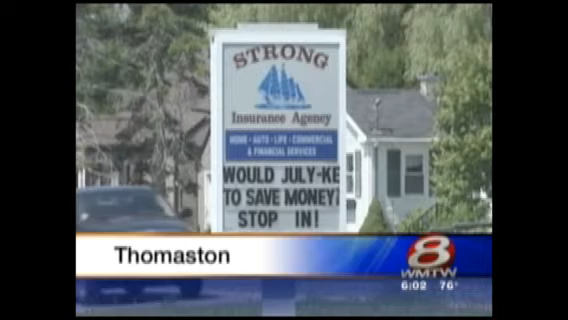 STRONG
Insurance Agency
HOME • AUTO • LIFE • COMMERCIAL
& FINANCIAL SERVICES
WOULD JULY-KE
TO SAVE MONEY?
STOP IN!
Thomaston
8
WMTW
6:02 76°